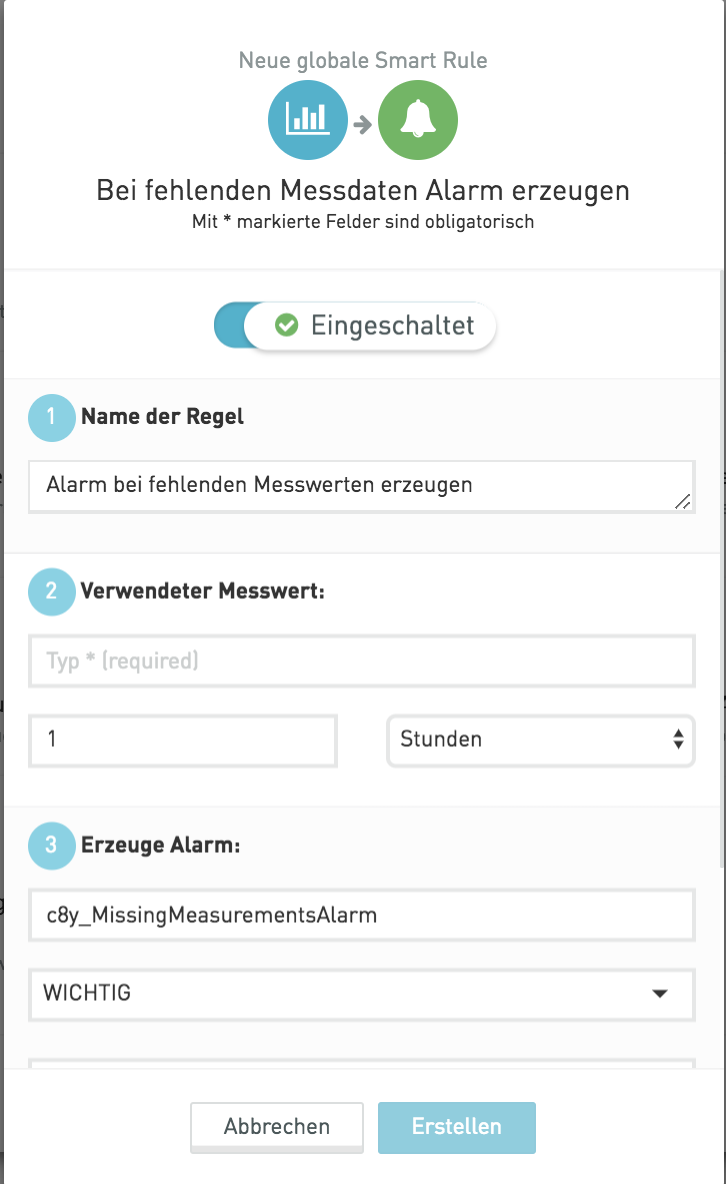 Neue globale Smart Rule
Bei fehlenden Messdaten Alarm erzeugen
Mit * markierte Felder sind obligatorisch
Eingeschaltet
1 Name der Regel
Alarm bei fehlenden Messwerten erzeugen
2 Verwendeter Messwert:
Typ * (required)
1 Stunden
3 Erzeuge Alarm:
c8y_MissingMeasurementsAlarm
WICHTIG
Abbrechen Erstellen